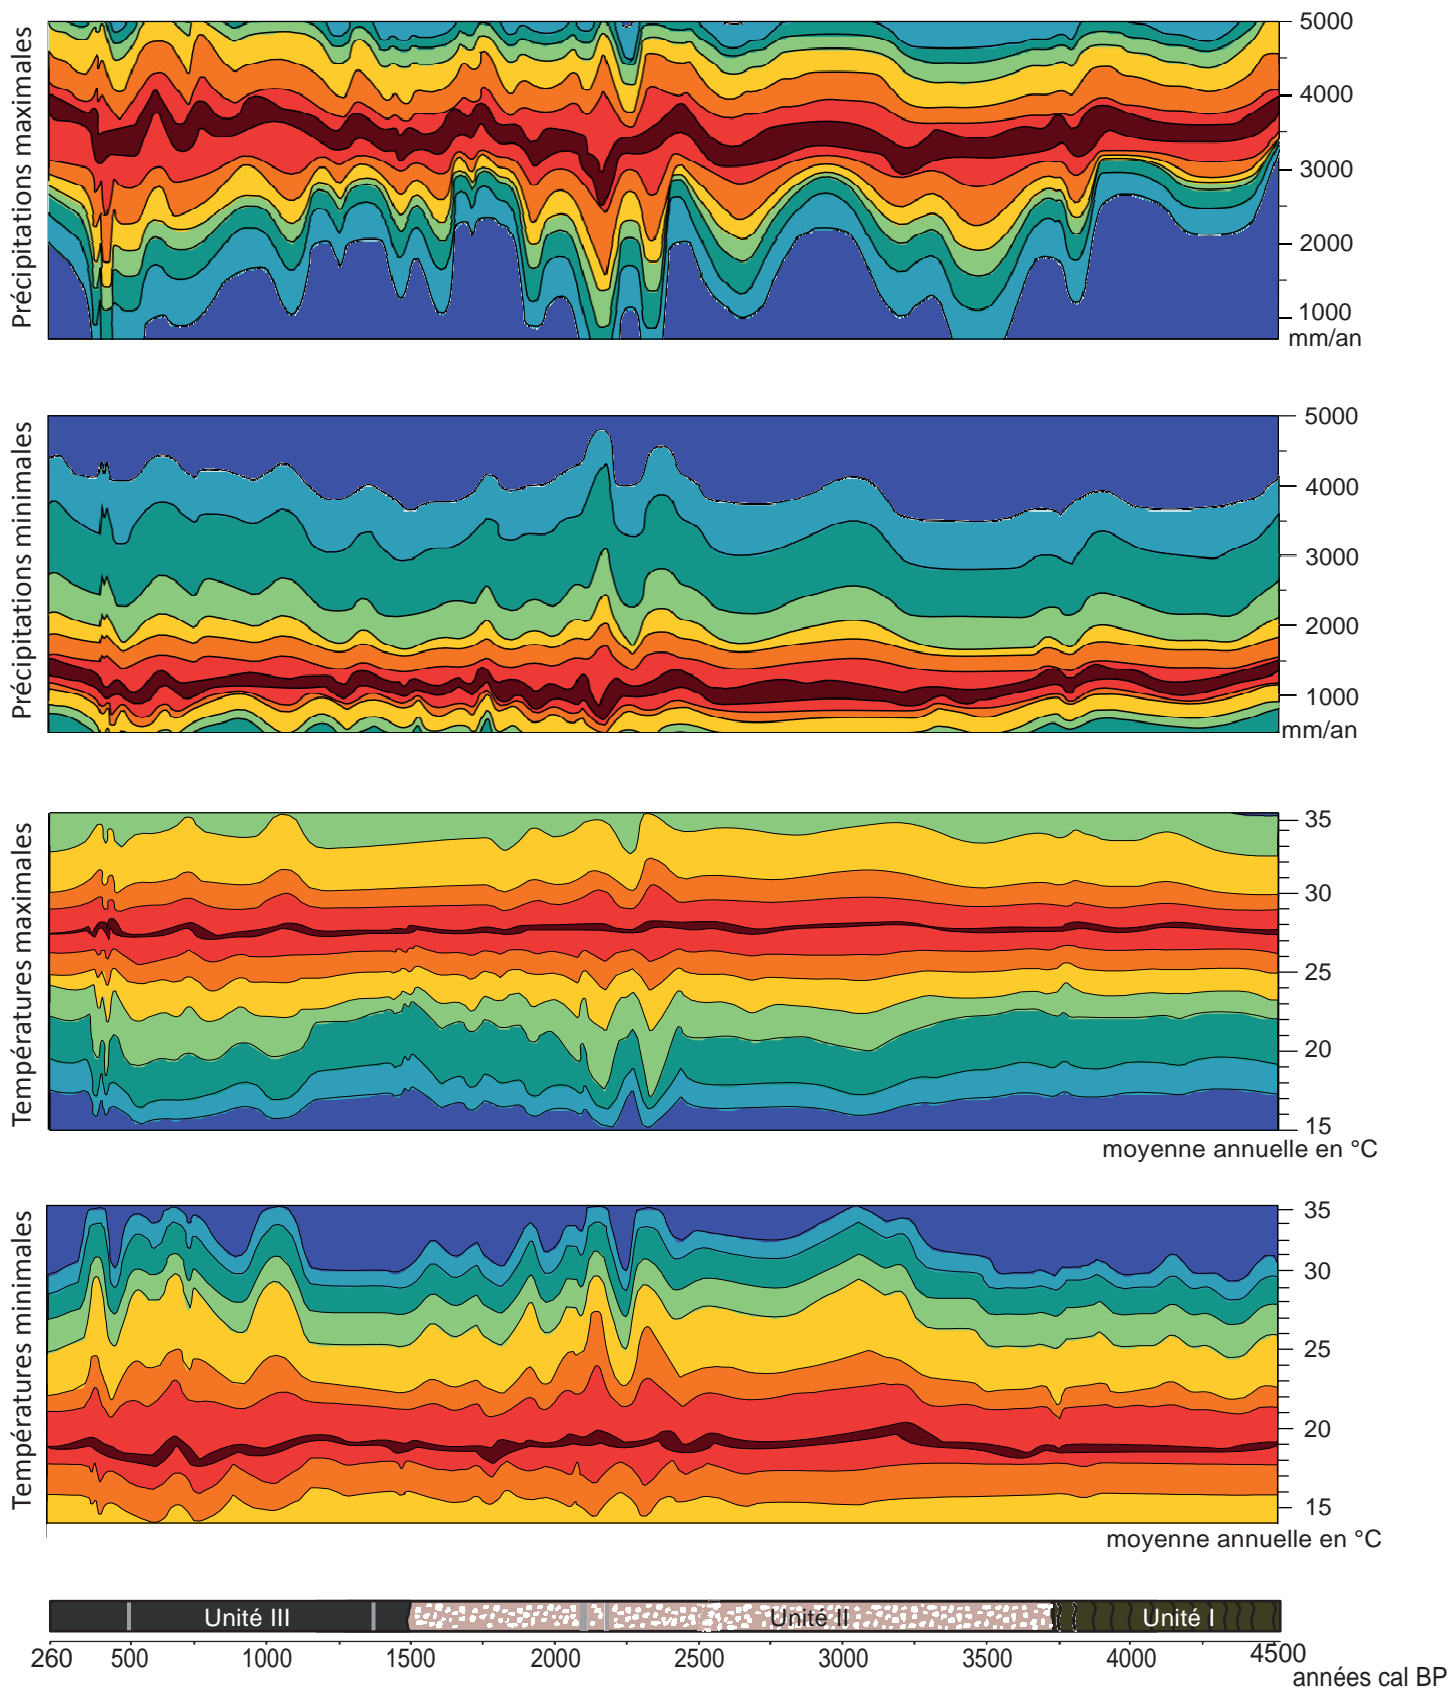 Précipitations maximales
5000
4000
3000
2000
1000
mm/an
Précipitations minimales
5000
4000
3000
2000
1000
mm/an
Températures maximales
35
30
25
20
15
moyenne annuelle en °C
Températures minimales
35
30
25
20
15
moyenne annuelle en °C
Unité III Unité II Unité I
260 500 1000 1500 2000 2500 3000 3500 4000 4500
années cal BP